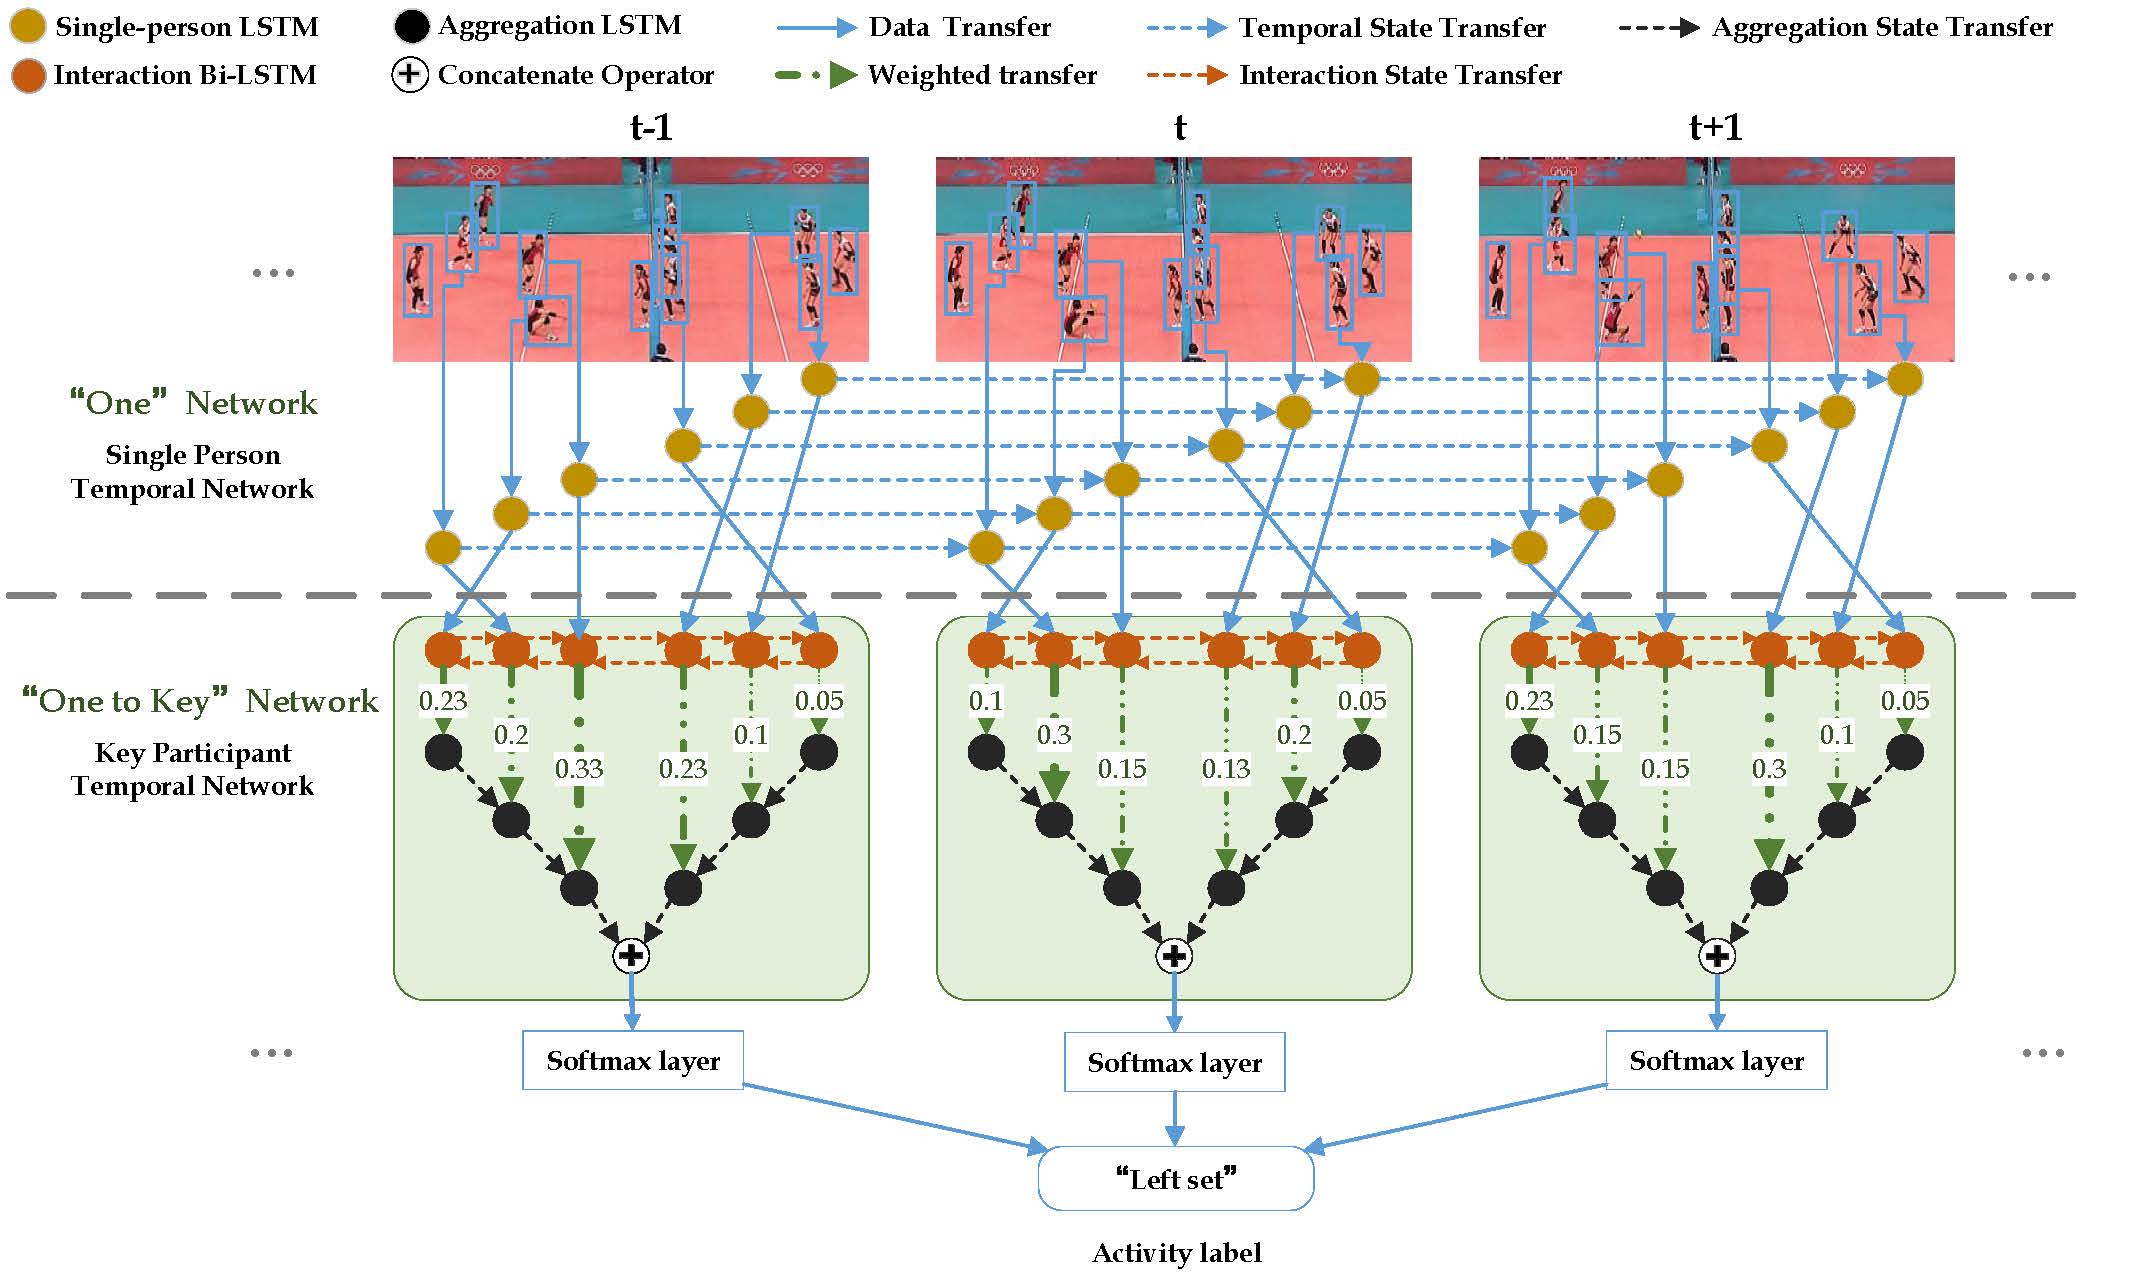 Single-person LSTM
Aggregation LSTM
Data Transfer
Temporal State Transfer
Aggregation State Transfer
Interaction Bi-LSTM
Concatenate Operator
Weighted transfer
Interaction State Transfer
t-1
t
t+1
...
...
“One” Network
Single Person
Temporal Network
“One to Key” Network
Key Participant
Temporal Network
0.23
0.2
0.33
0.23
0.1
0.05
0.1
0.3
0.15
0.13
0.2
0.05
0.23
0.15
0.15
0.3
0.1
0.05
...
Softmax layer
Softmax layer
Softmax layer
...
“Left set”
Activity label